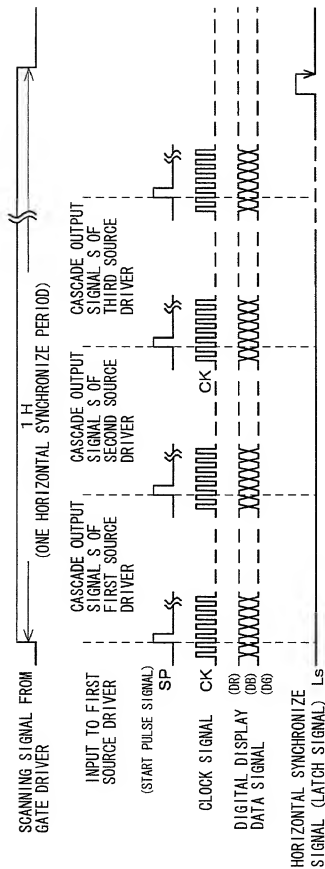 SCANNING SIGNAL FROM
GATE DRIVER
1 H
(ONE HORIZONTAL SYNCHRONIZE PERIOD)
INPUT TO FIRST
SOURCE DRIVER
(START PULSE SIGNAL)
SP
CASCADE OUTPUT
SIGNAL S OF
FIRST SOURCE
DRIVER
CASCADE OUTPUT
SIGNAL S OF
SECOND SOURCE
DRIVER
CASCADE OUTPUT
SIGNAL S OF
THIRD SOURCE
DRIVER
CLOCK SIGNAL
CK
CK
DIGITAL DISPLAY
DATA SIGNAL
(DR)
(DB)
(DG)
HORIZONTAL SYNCHRONIZE
SIGNAL (LATCH SIGNAL)
Ls